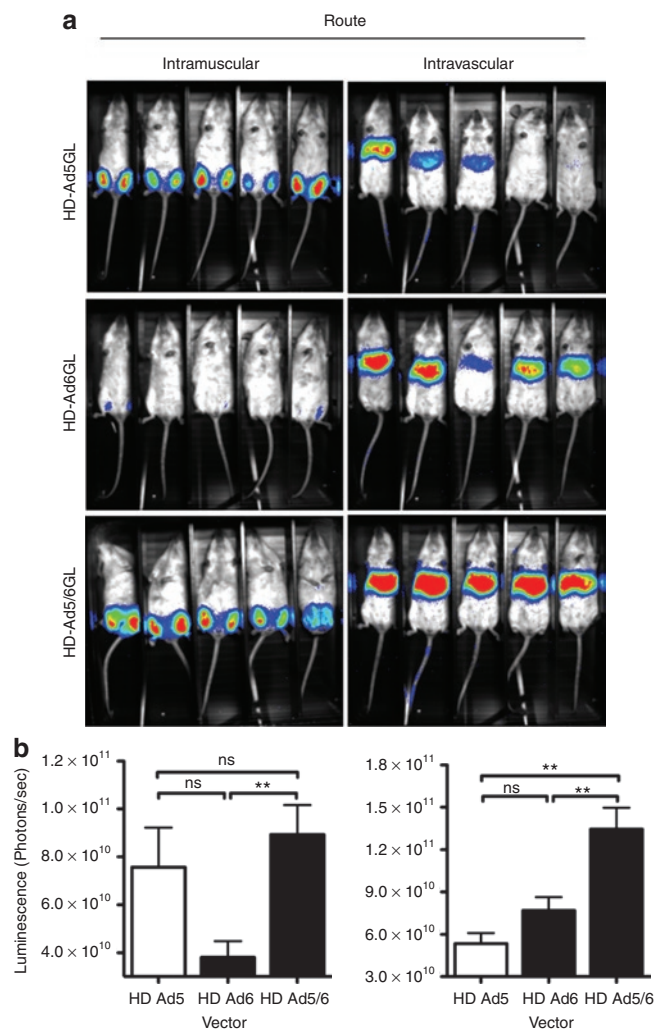 a
Route
Intramuscular
Intravascular
HD-Ad5GL
HD-Ad6GL
HD-Ad5/6GL
b
Luminescence (Photons/sec)
1.2 × 10¹¹
1.0 × 10¹¹
8.0 × 10¹⁰
6.0 × 10¹⁰
4.0 × 10¹⁰
ns
ns
**
HD Ad5
HD Ad6
HD Ad5/6
Vector
1.8 × 10¹¹
1.5 × 10¹¹
1.2 × 10¹¹
9.0 × 10¹⁰
6.0 × 10¹⁰
3.0 × 10¹⁰
**
ns
**
HD Ad5
HD Ad6
HD Ad5/6
Vector